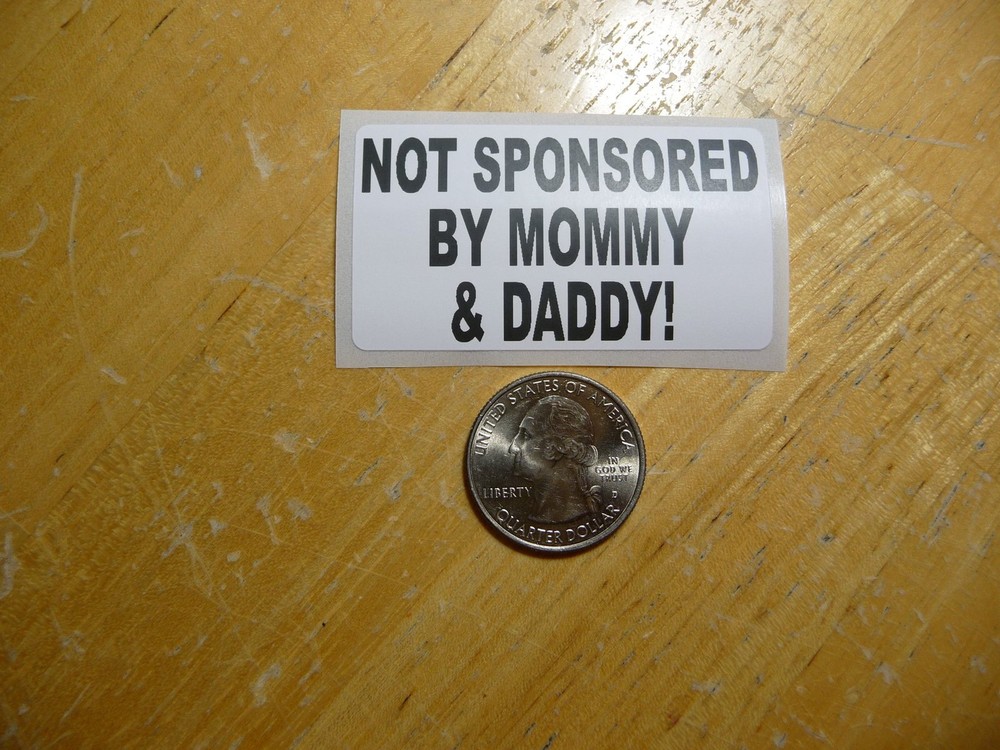 NOT SPONSORED
BY MOMMY
& DADDY!
UNITED STATES OF AMERICA
IN
GOD WE
TRUST
LIBERTY
D
QUARTER DOLLAR